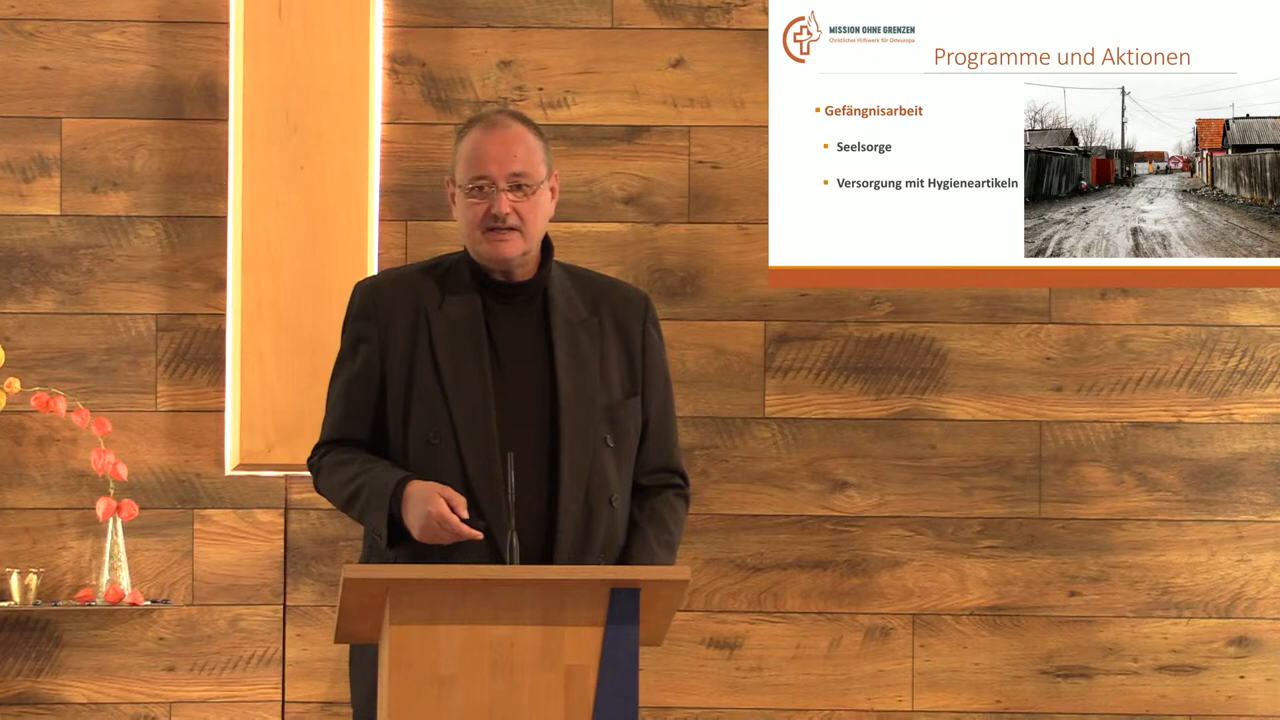 MISSION OHNE GRENZEN
Christliches Hilfswerk für Osteuropa
Programme und Aktionen
Gefängnisarbeit
Seelsorge
Versorgung mit Hygieneartikeln